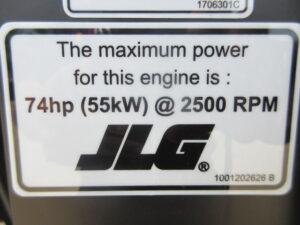 1706301C
The maximum power
for this engine is :
74hp (55kW) @ 2500 RPM
JLG®
1001202626 B